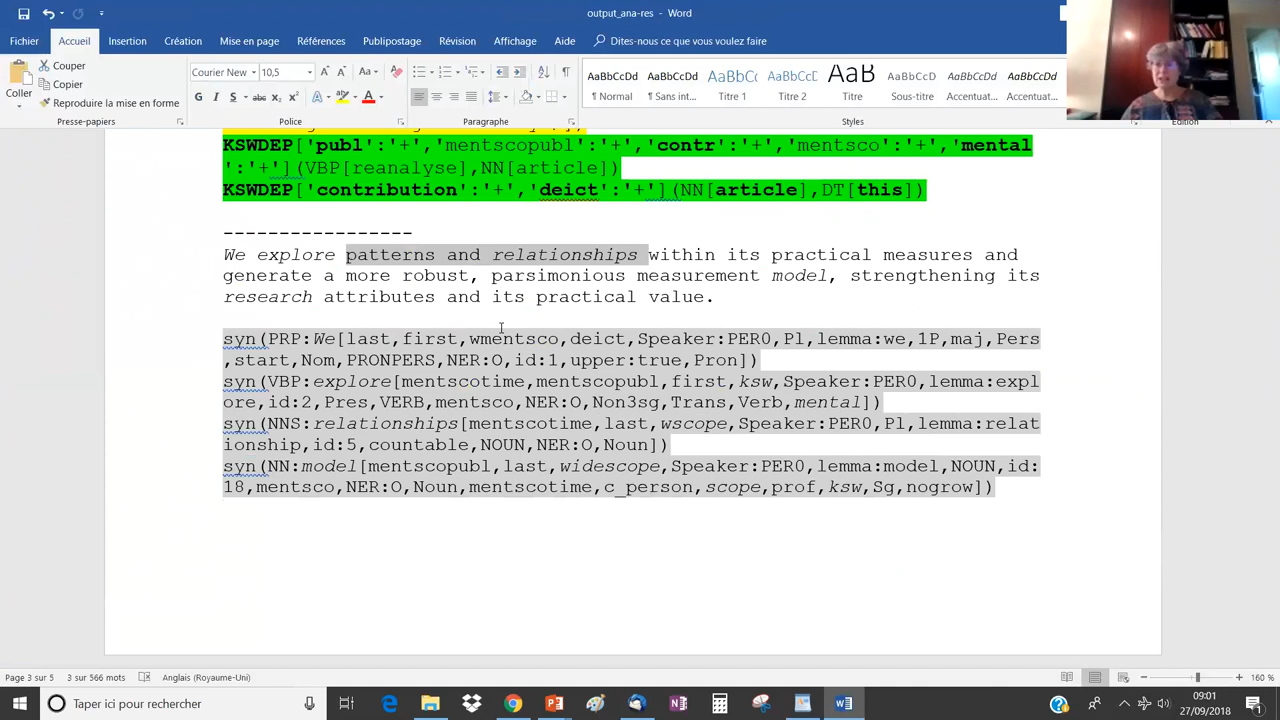 output_ana-res - Word
Fichier Accueil Insertion Création Mise en page Références Publipostage Révision Affichage Aide Dites-nous ce que vous voulez faire
Coller
Couper
Copier
Reproduire la mise en forme
Presse-papiers
Courier New 10,5
G I S abc x₂ x²
Police
Paragraphe
AaBbCcDd AaBbCcDd AaBbC( AaBbCcD AaB AaBbCcD AaBbCcDd AaBbCcDd
¶ Normal ¶ Sans int... Titre 1 Titre 2 Titre Sous-titre Accentuat... Accentuat...
Styles
Edition
KSWDEP['publ':'+','mentscopubl':'+','contr':'+','mentsco':'+','mental
':'+'](VBP[reanalyse],NN[article])
KSWDEP['contribution':'+','deict':'+'](NN[article],DT[this])
-----------------
We explore patterns and relationships within its practical measures and
generate a more robust, parsimonious measurement model, strengthening its
research attributes and its practical value.
syn(PRP:We[last,first,wmentsco,deict,Speaker:PER0,Pl,lemma:we,1P,maj,Pers
,start,Nom,PRONPERS,NER:O,id:1,upper:true,Pron])
syn(VBP:explore[mentscotime,mentscopubl,first,ksw,Speaker:PER0,lemma:expl
ore,id:2,Pres,VERB,mentsco,NER:O,Non3sg,Trans,Verb,mental])
syn(NNS:relationships[mentscotime,last,wscope,Speaker:PER0,Pl,lemma:relat
ionship,id:5,countable,NOUN,NER:O,Noun])
syn(NN:model[mentscopubl,last,widescope,Speaker:PER0,lemma:model,NOUN,id:
18,mentsco,NER:O,Noun,mentscotime,c_person,scope,prof,ksw,Sg,nogrow])
Page 3 sur 5 3 sur 566 mots Anglais (Royaume-Uni) 160 %
Taper ici pour rechercher
09:01
27/09/2018